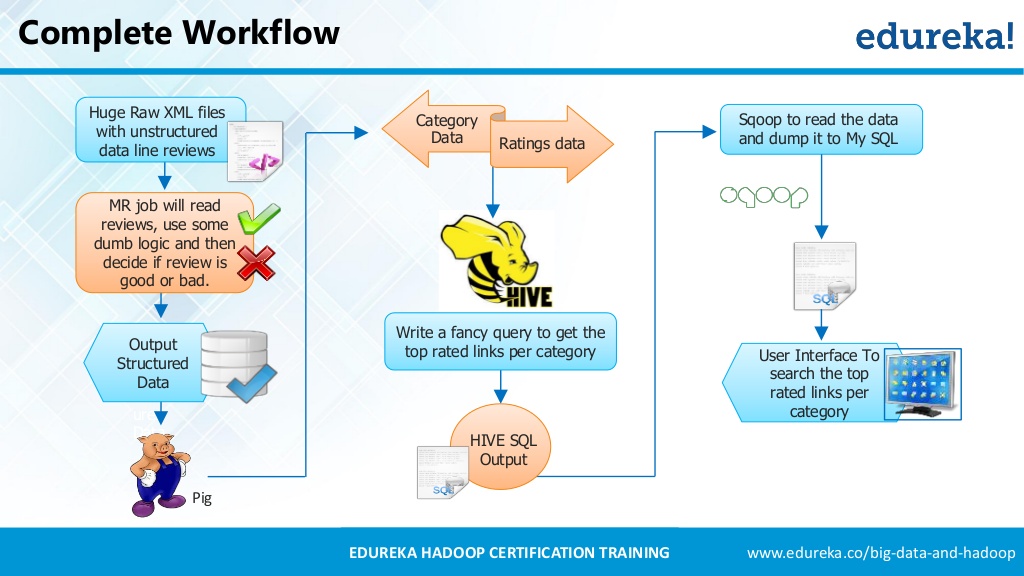 Complete Workflow
edureka!
Huge Raw XML files
with unstructured
data line reviews
MR job will read
reviews, use some
dumb logic and then
decide if review is
good or bad.
Output
Structured
Data
Pig
Category
Data
Ratings data
HIVE
Write a fancy query to get the
top rated links per category
HIVE SQL
Output
SQL
Sqoop to read the data
and dump it to My SQL
sqoop
SQL
User Interface To
search the top
rated links per
category
EDUREKA HADOOP CERTIFICATION TRAINING
www.edureka.co/big-data-and-hadoop